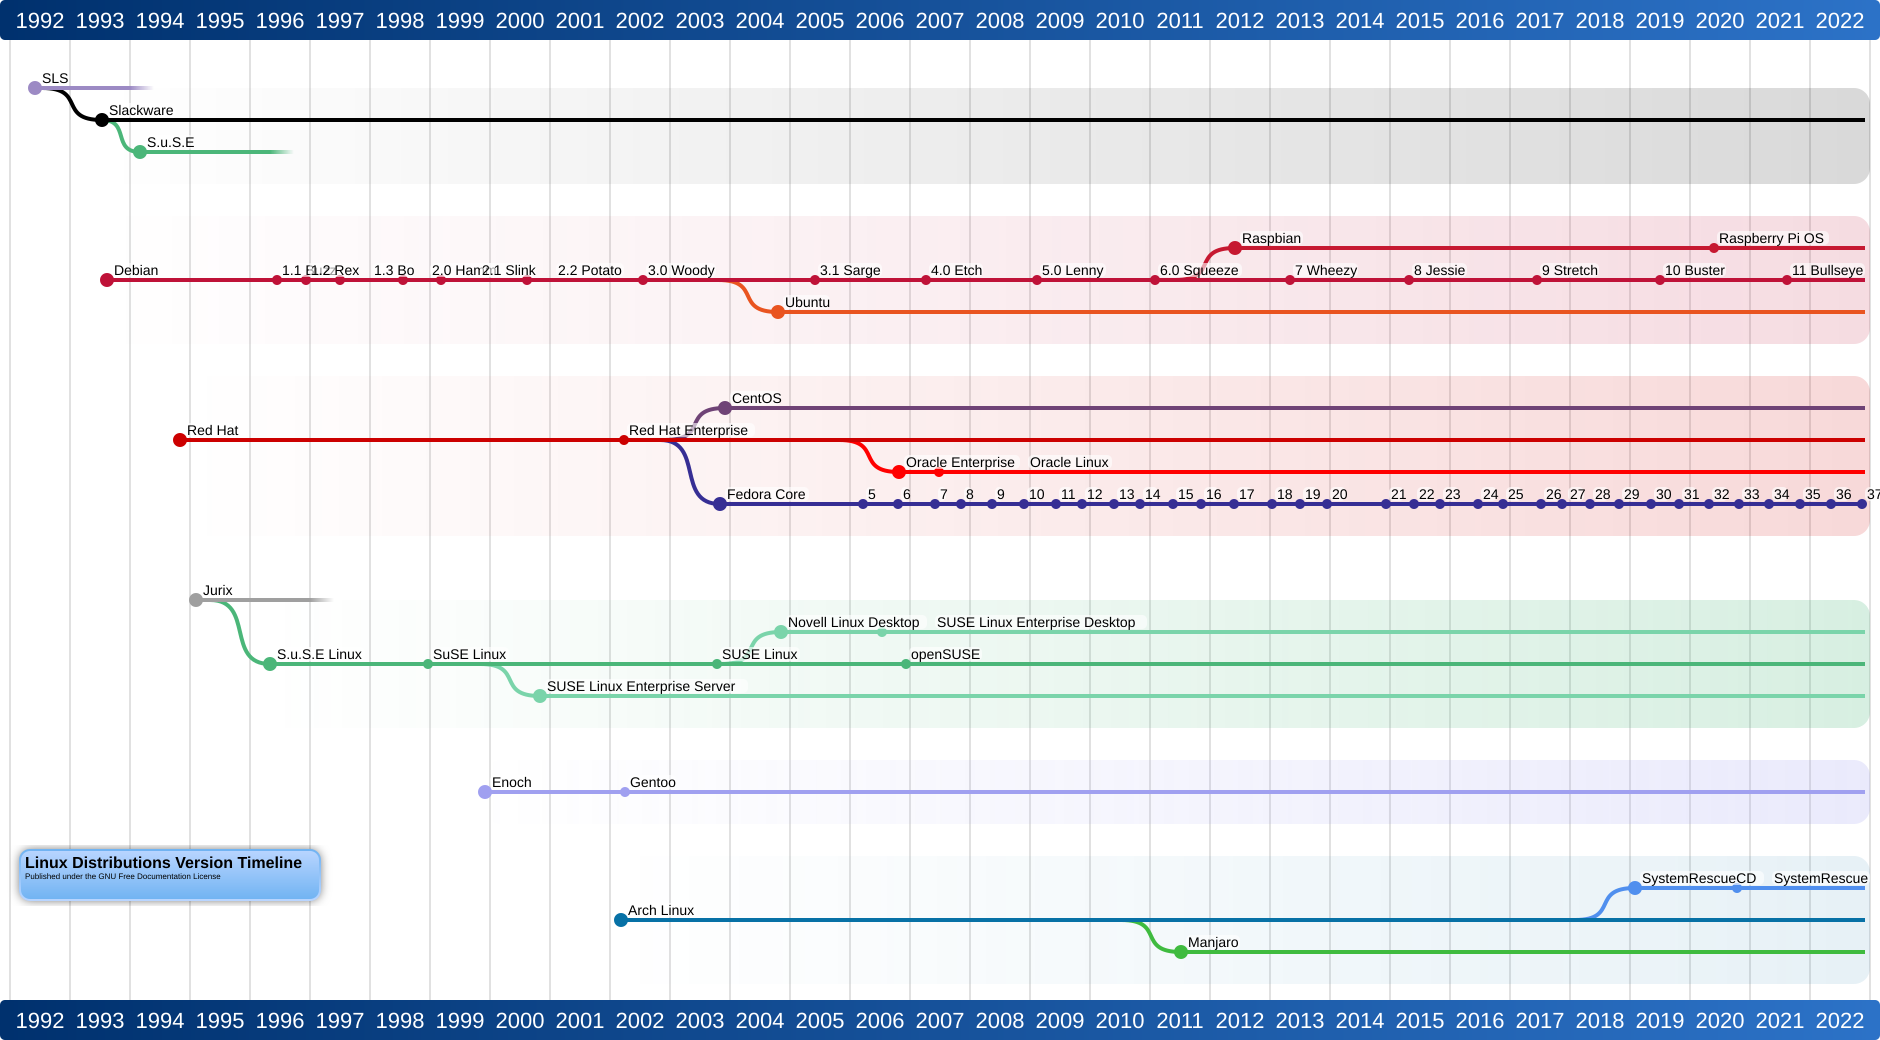 1992 1993 1994 1995 1996 1997 1998 1999 2000 2001 2002 2003 2004 2005 2006 2007 2008 2009 2010 2011 2012 2013 2014 2015 2016 2017 2018 2019 2020 2021 2022
SLS
Slackware
S.u.S.E
Raspbian Raspberry Pi OS
Debian 1.1 1.2 Rex 1.3 Bo 2.0 2.1 Slink 2.2 Potato 3.0 Woody 3.1 Sarge 4.0 Etch 5.0 Lenny 6.0 Squeeze 7 Wheezy 8 Jessie 9 Stretch 10 Buster 11 Bullseye
Ubuntu
CentOS
Red Hat Red Hat Enterprise
Oracle Enterprise Oracle Linux
Fedora Core 5 6 7 8 9 10 11 12 13 14 15 16 17 18 19 20 21 22 23 24 25 26 27 28 29 30 31 32 33 34 35 36 37
Jurix
Novell Linux Desktop SUSE Linux Enterprise Desktop
S.u.S.E Linux SuSE Linux SUSE Linux openSUSE
SUSE Linux Enterprise Server
Enoch Gentoo
Linux Distributions Version Timeline
Published under the GNU Free Documentation License
SystemRescueCD SystemRescue
Arch Linux
Manjaro
1992 1993 1994 1995 1996 1997 1998 1999 2000 2001 2002 2003 2004 2005 2006 2007 2008 2009 2010 2011 2012 2013 2014 2015 2016 2017 2018 2019 2020 2021 2022